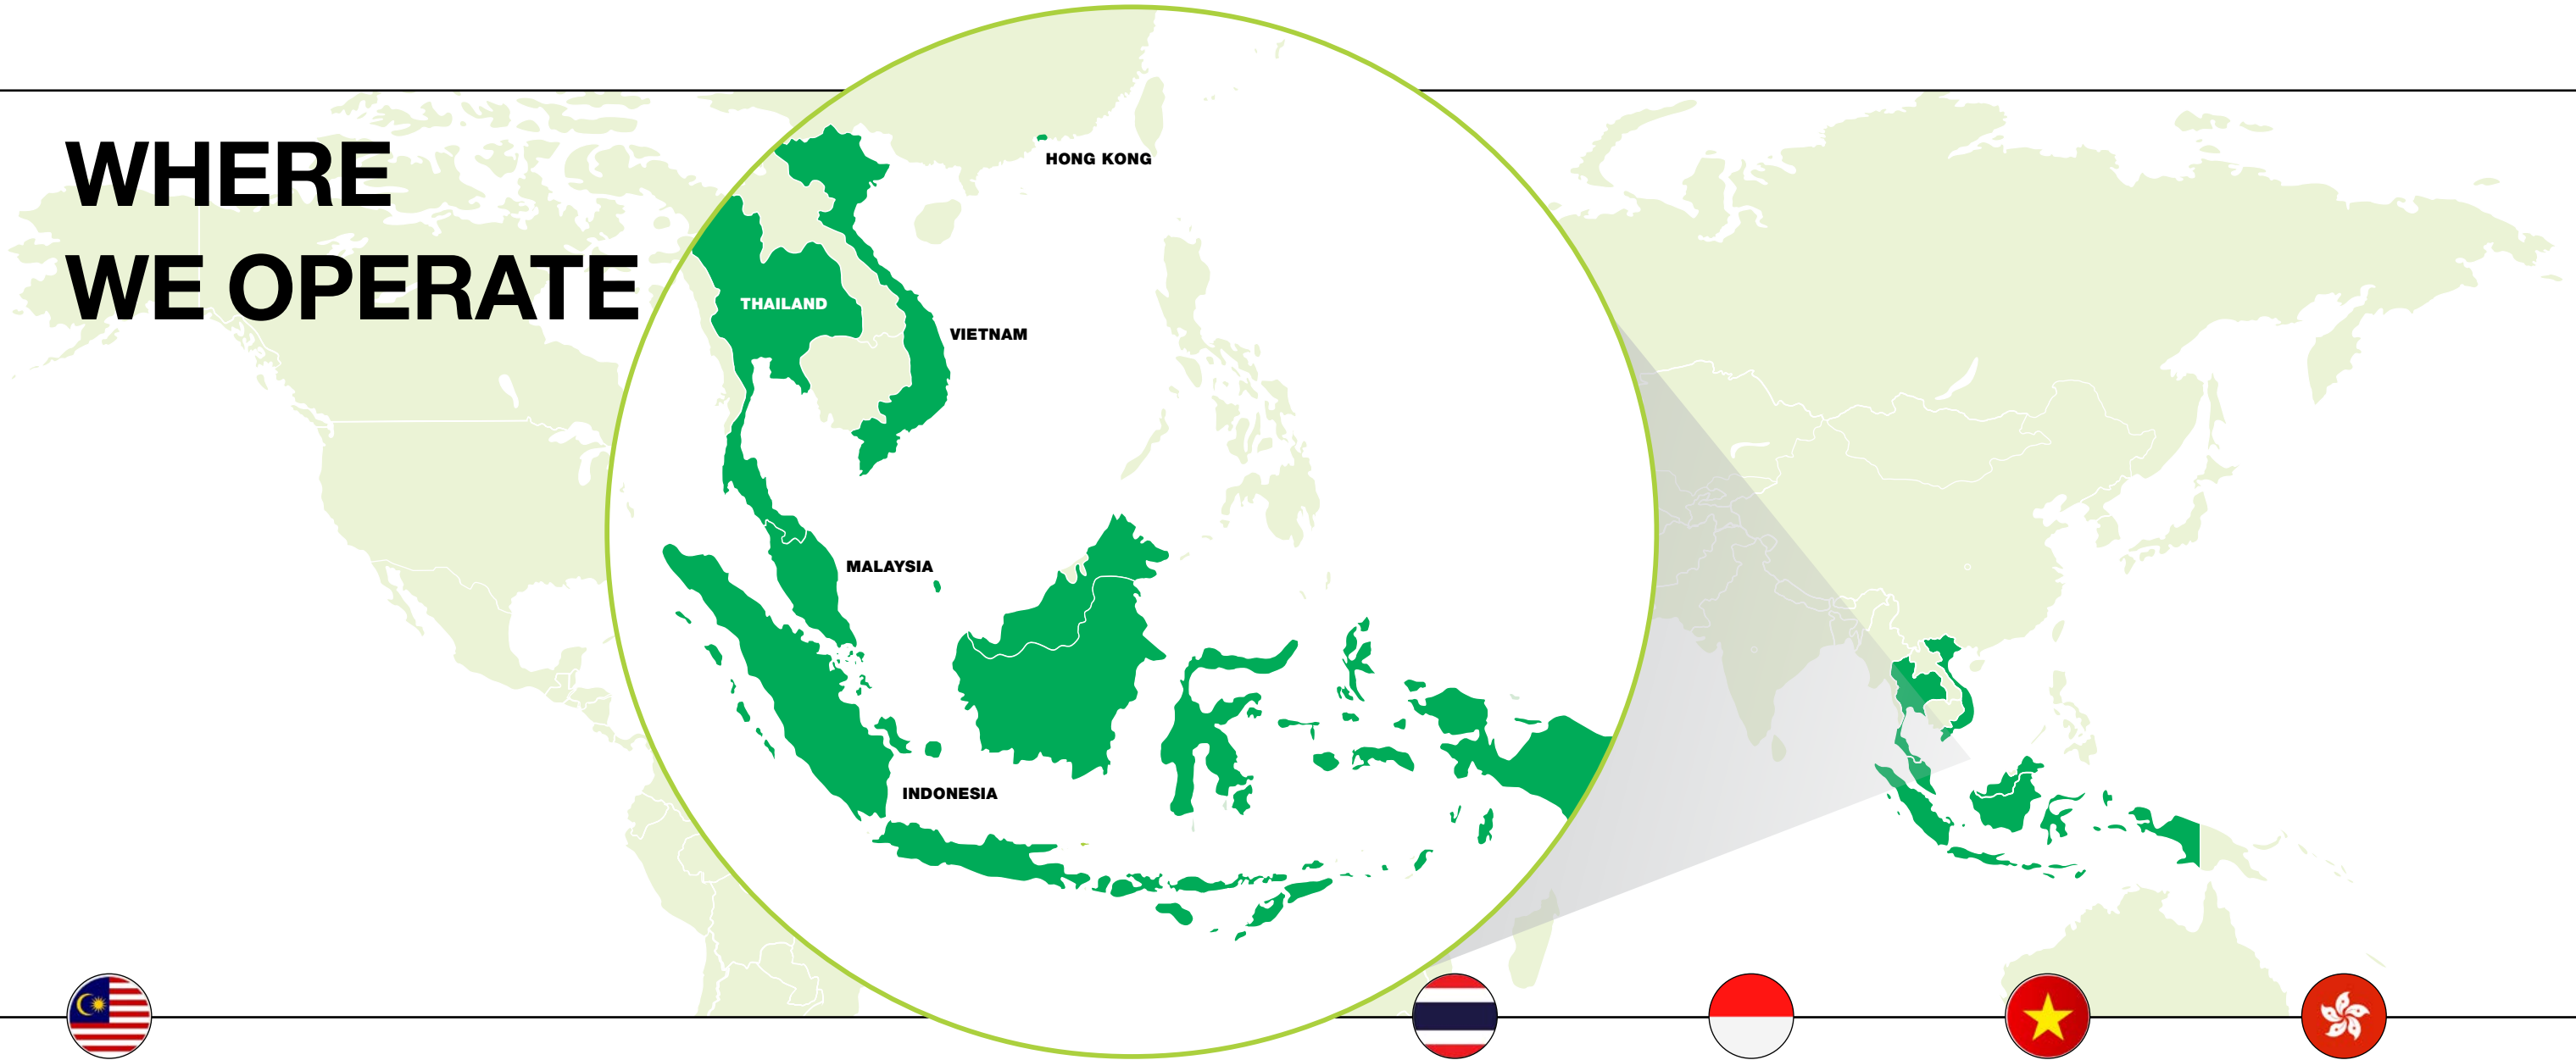 WHERE
WE OPERATE
HONG KONG
THAILAND
VIETNAM
MALAYSIA
INDONESIA